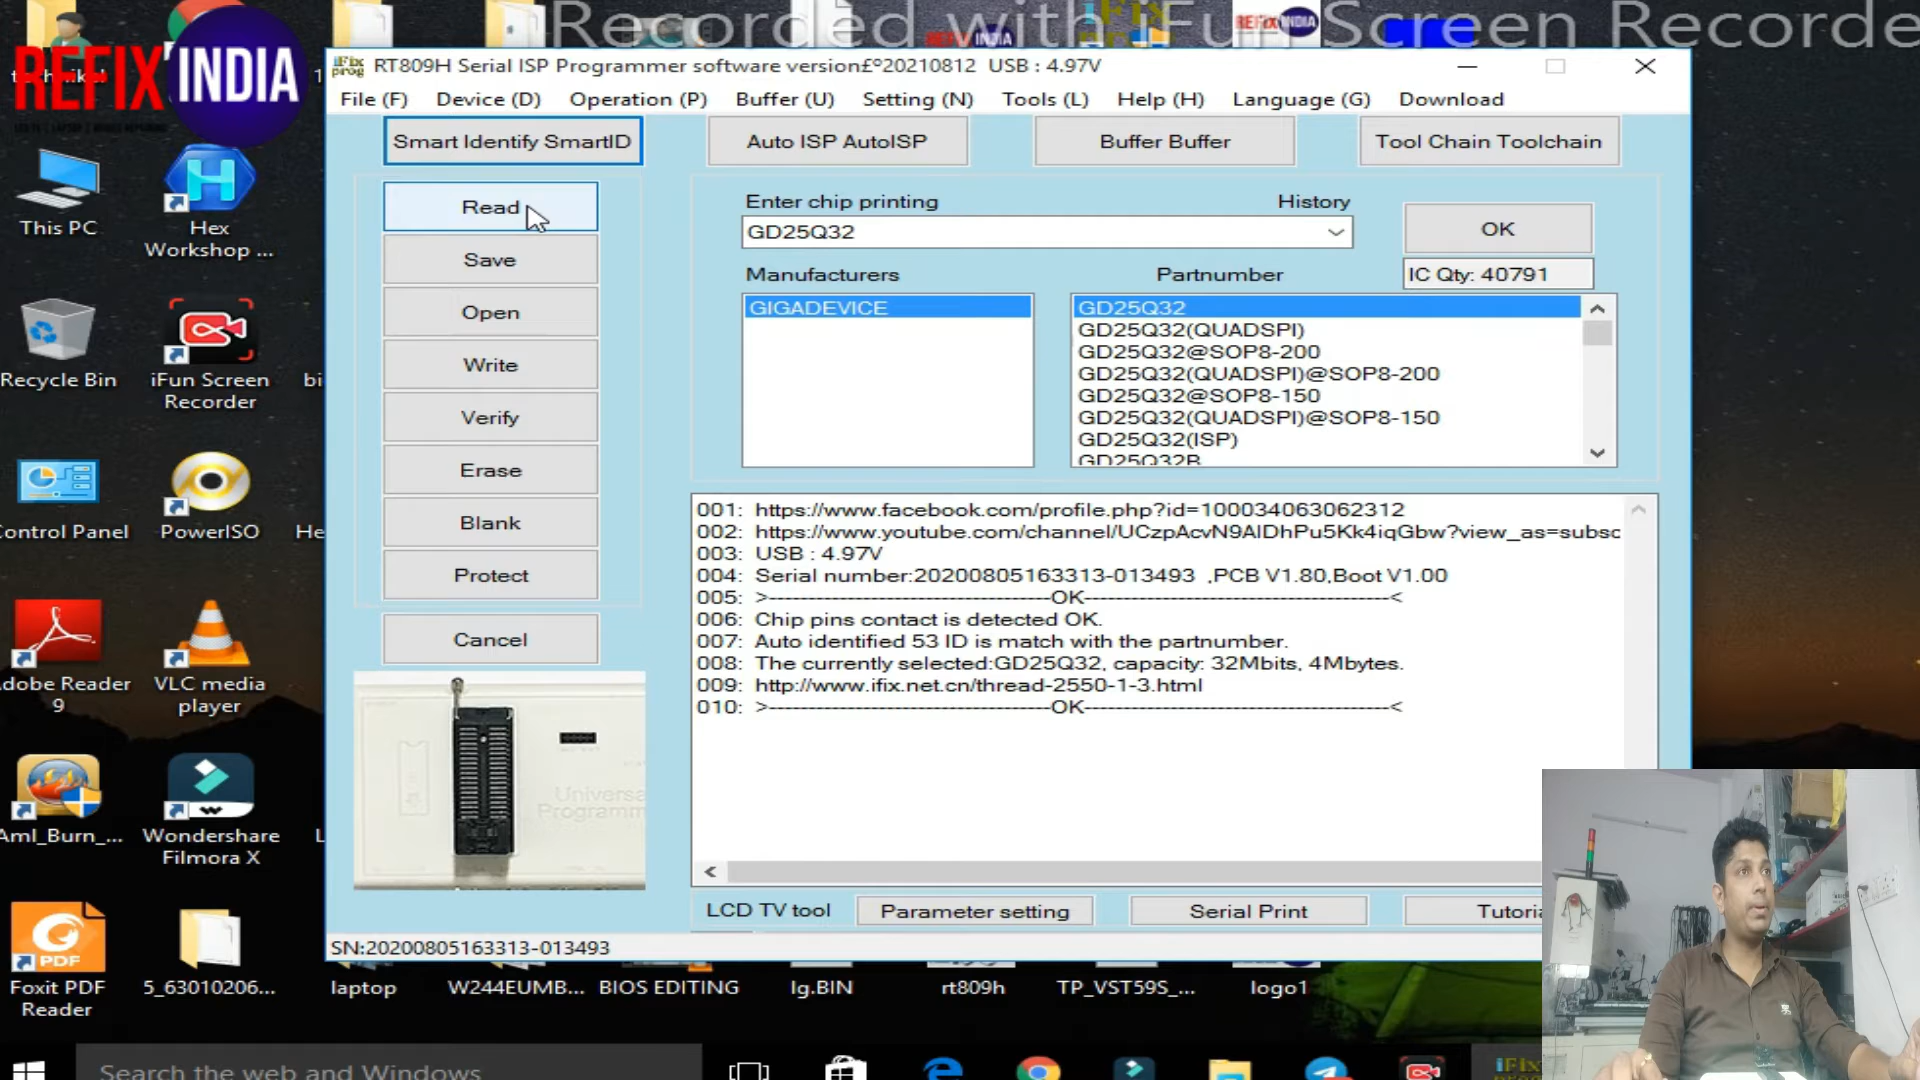 Recorded with iFun Screen Recorde
REFIX'INDIA
RT809H Serial ISP Programmer software version£º20210812 USB : 4.97V
File (F) Device (D) Operation (P) Buffer (U) Setting (N) Tools (L) Help (H) Language (G) Download
Smart Identify SmartID Auto ISP AutoISP Buffer Buffer Tool Chain Toolchain
Read
Save
Open
Write
Verify
Erase
Blank
Protect
Cancel
Enter chip printing History
GD25Q32 OK
Manufacturers Partnumber IC Qty: 40791
GIGADEVICE
GD25Q32
GD25Q32(QUADSPI)
GD25Q32@SOP8-200
GD25Q32(QUADSPI)@SOP8-200
GD25Q32@SOP8-150
GD25Q32(QUADSPI)@SOP8-150
GD25Q32(ISP)
GD25Q32B
001: https://www.facebook.com/profile.php?id=100034063062312
002: https://www.youtube.com/channel/UCzpAcvN9AIDhPu5Kk4iqGbw?view_as=subsc
003: USB : 4.97V
004: Serial number:20200805163313-013493 ,PCB V1.80,Boot V1.00
005: >-----------------------------------OK--------------------------------------<
006: Chip pins contact is detected OK.
007: Auto identified 53 ID is match with the partnumber.
008: The currently selected:GD25Q32, capacity: 32Mbits, 4Mbytes.
009: http://www.ifix.net.cn/thread-2550-1-3.html
010: >-----------------------------------OK--------------------------------------<
LCD TV tool Parameter setting Serial Print Tutoria
SN:20200805163313-013493
This PC
Hex Workshop ...
Recycle Bin
iFun Screen Recorder
bi
Control Panel
PowerISO
He
Adobe Reader 9
VLC media player
AmI_Burn_...
Wondershare Filmora X
L
PDF
Foxit PDF Reader
5_63010206...
laptop
W244EUMB...
BIOS EDITING
lg.BIN
rt809h
TP_VST59S_...
logo1
Search the web and Windows